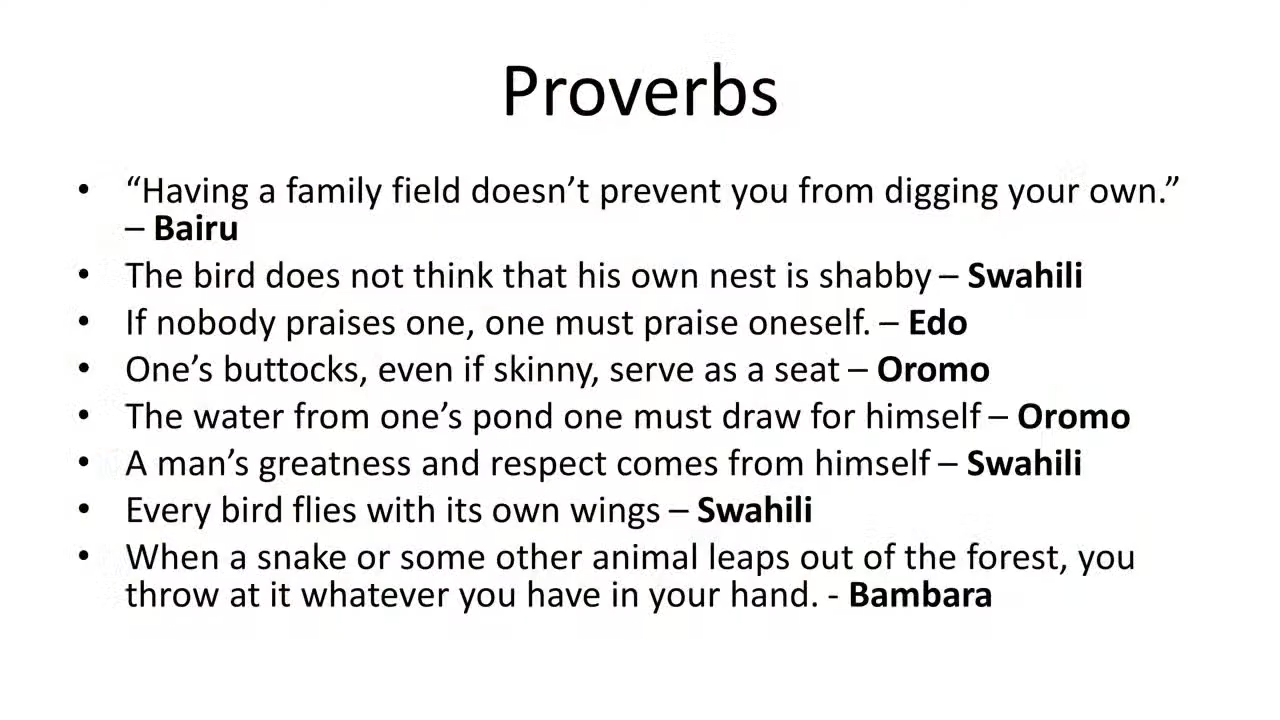 Proverbs
• “Having a family field doesn’t prevent you from digging your own.”
– Bairu
• The bird does not think that his own nest is shabby – Swahili
• If nobody praises one, one must praise oneself. – Edo
• One’s buttocks, even if skinny, serve as a seat – Oromo
• The water from one’s pond one must draw for himself – Oromo
• A man’s greatness and respect comes from himself – Swahili
• Every bird flies with its own wings – Swahili
• When a snake or some other animal leaps out of the forest, you
throw at it whatever you have in your hand. - Bambara